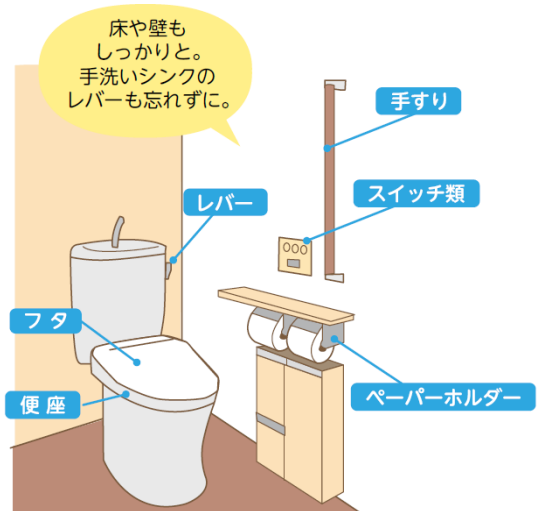 床や壁も
しっかりと。
手洗いシンクの
レバーも忘れずに。
手すり
スイッチ類
レバー
フタ
便座
ペーパーホルダー